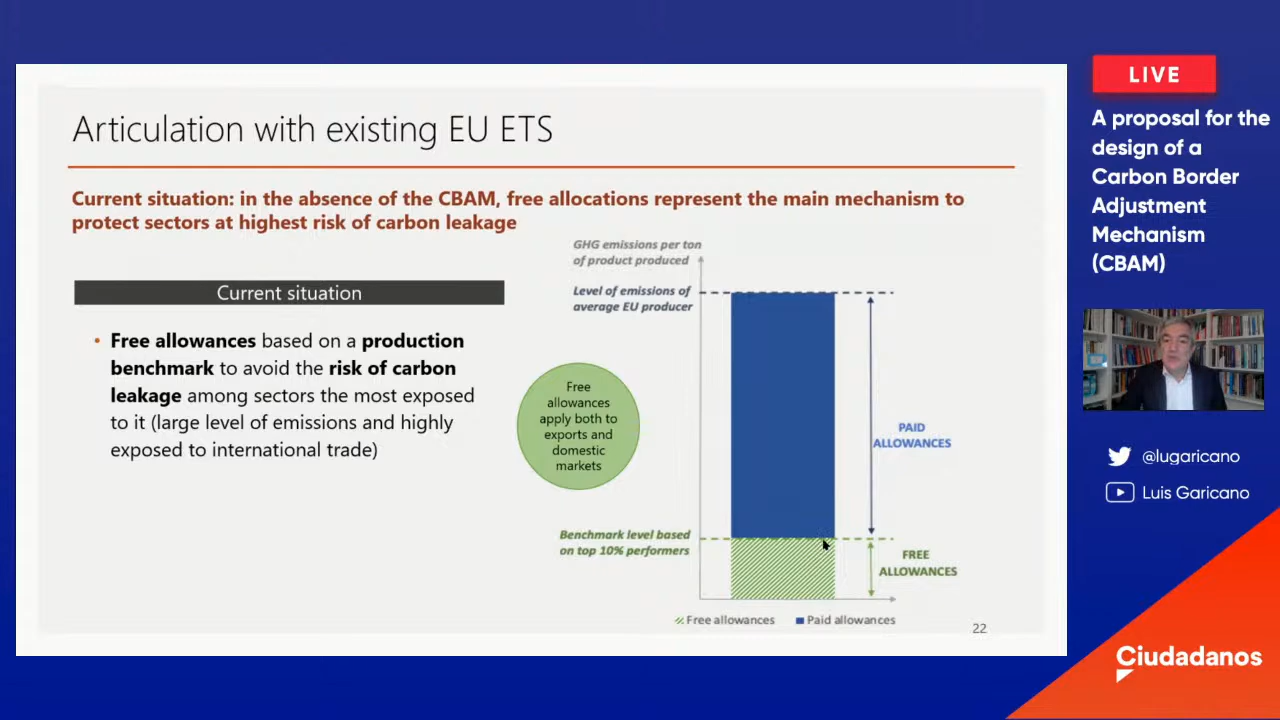 Articulation with existing EU ETS
Current situation: in the absence of the CBAM, free allocations represent the main mechanism to
protect sectors at highest risk of carbon leakage
Current situation
• Free allowances based on a production
benchmark to avoid the risk of carbon
leakage among sectors the most exposed
to it (large level of emissions and highly
exposed to international trade)
Free
allowances
apply both to
exports and
domestic
markets
GHG emissions per ton
of product produced
Level of emissions of
average EU producer
PAID
ALLOWANCES
Benchmark level based
on top 10% performers
FREE
ALLOWANCES
Free allowances
Paid allowances
22
LIVE
A proposal for the
design of a
Carbon Border
Adjustment
Mechanism
(CBAM)
@lugaricano
Luis Garicano
Ciudadanos